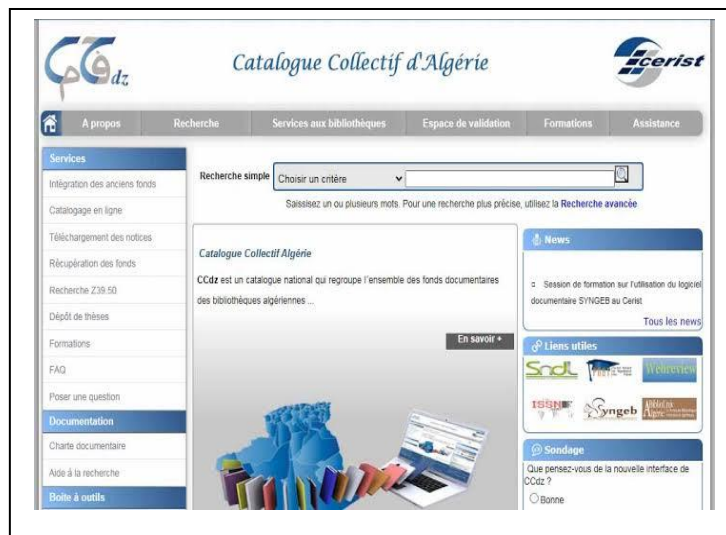 CCdz
Catalogue Collectif d'Algérie
cerist
A propos
Recherche
Services aux bibliothèques
Espace de validation
Formations
Assistance
Services
Intégration des anciens fonds
Catalogage en ligne
Téléchargement des notices
Récupération des fonds
Recherche Z39.50
Dépôt de thèses
Formations
FAQ
Poser une question
Documentation
Charte documentaire
Aide à la recherche
Boite à outils
Recherche simple
Choisir un critère
Saisissez un ou plusieurs mots. Pour une recherche plus précise, utilisez la Recherche avancée
Catalogue Collectif Algérie
CCdz est un catalogue national qui regroupe l'ensemble des fonds documentaires
des bibliothèques algériennes ...
En savoir +
News
Session de formation sur l'utilisation du logiciel
documentaire SYNGEB au Cerist
Tous les news
Liens utiles
Sndl
Webreview
ISSN
Syngeb
Sondage
Que pensez-vous de la nouvelle interface de
CCdz ?
Bonne